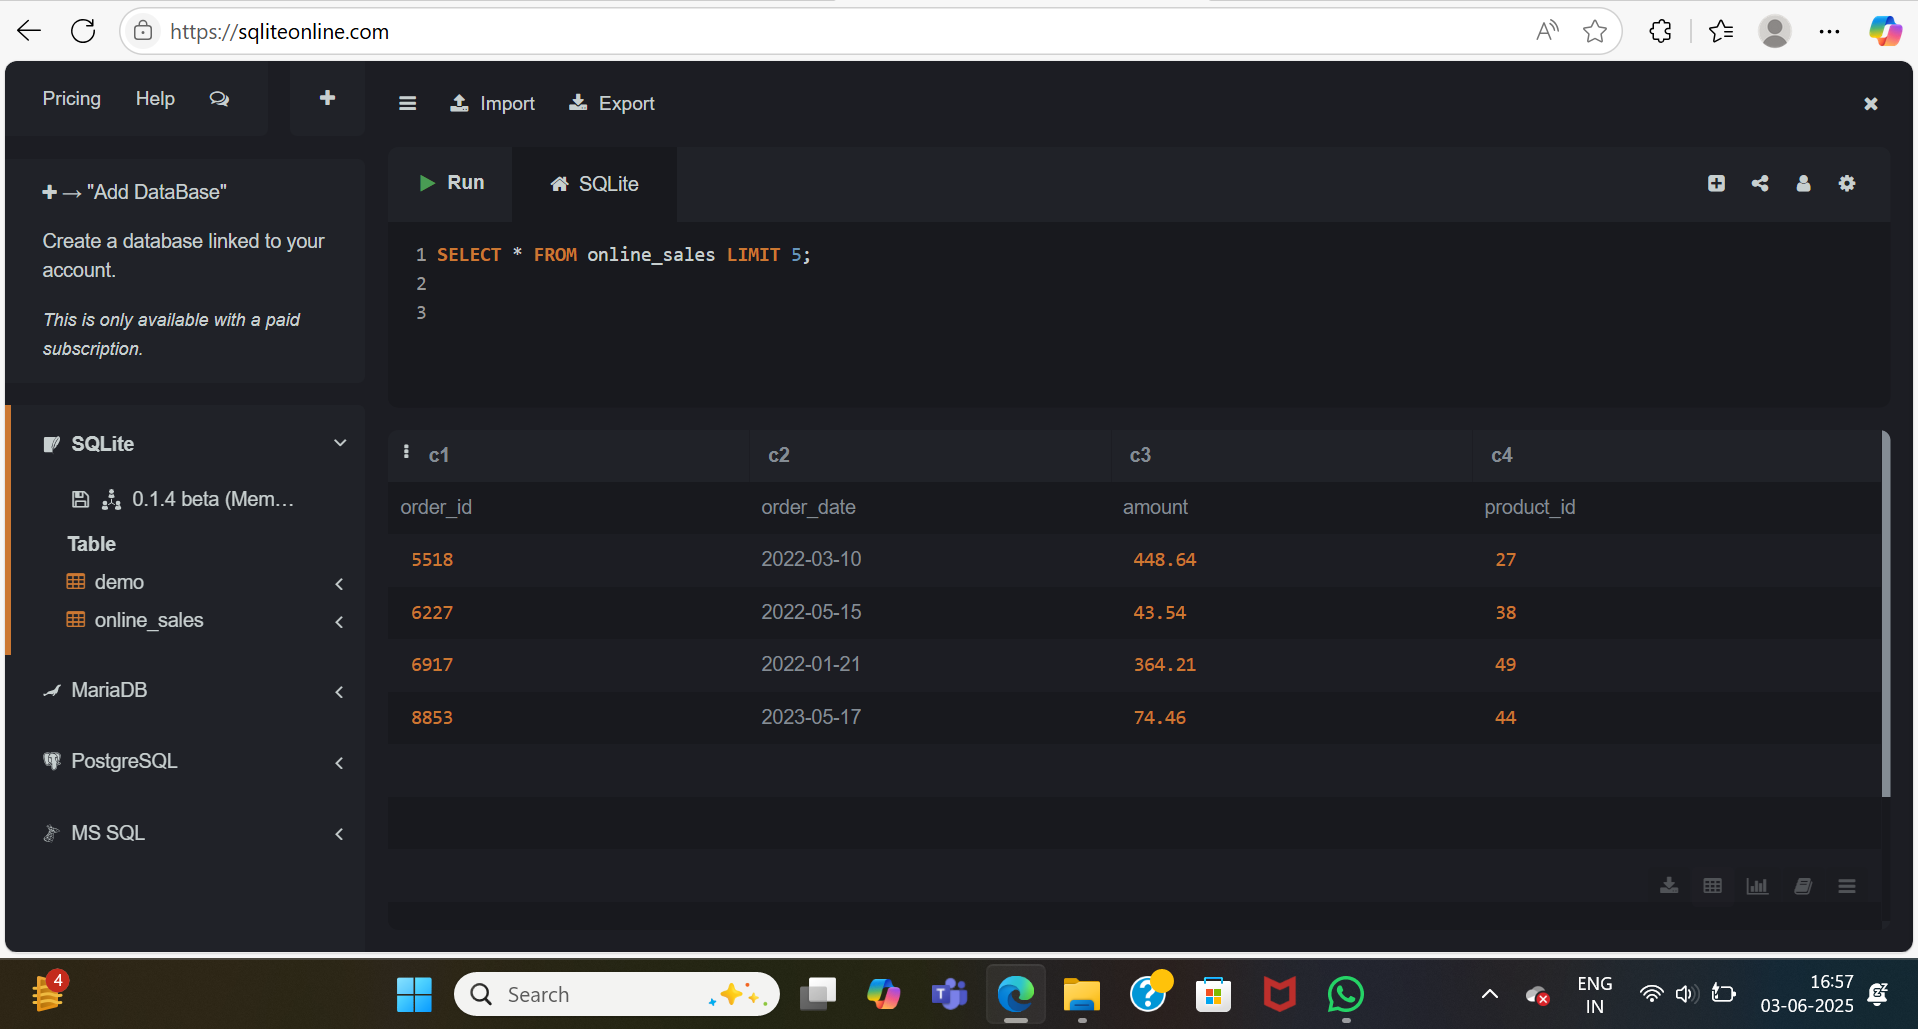 https://sqliteonline.com
Pricing Help
Import Export
+ → "Add DataBase"
Create a database linked to your
account.
This is only available with a paid
subscription.
Run SQLite
1 SELECT * FROM online_sales LIMIT 5;
2
3
SQLite
0.1.4 beta (Mem...
Table
demo
online_sales
MariaDB
PostgreSQL
MS SQL
c1 c2 c3 c4
order_id order_date amount product_id
5518 2022-03-10 448.64 27
6227 2022-05-15 43.54 38
6917 2022-01-21 364.21 49
8853 2023-05-17 74.46 44
4
Search
ENG
IN
16:57
03-06-2025